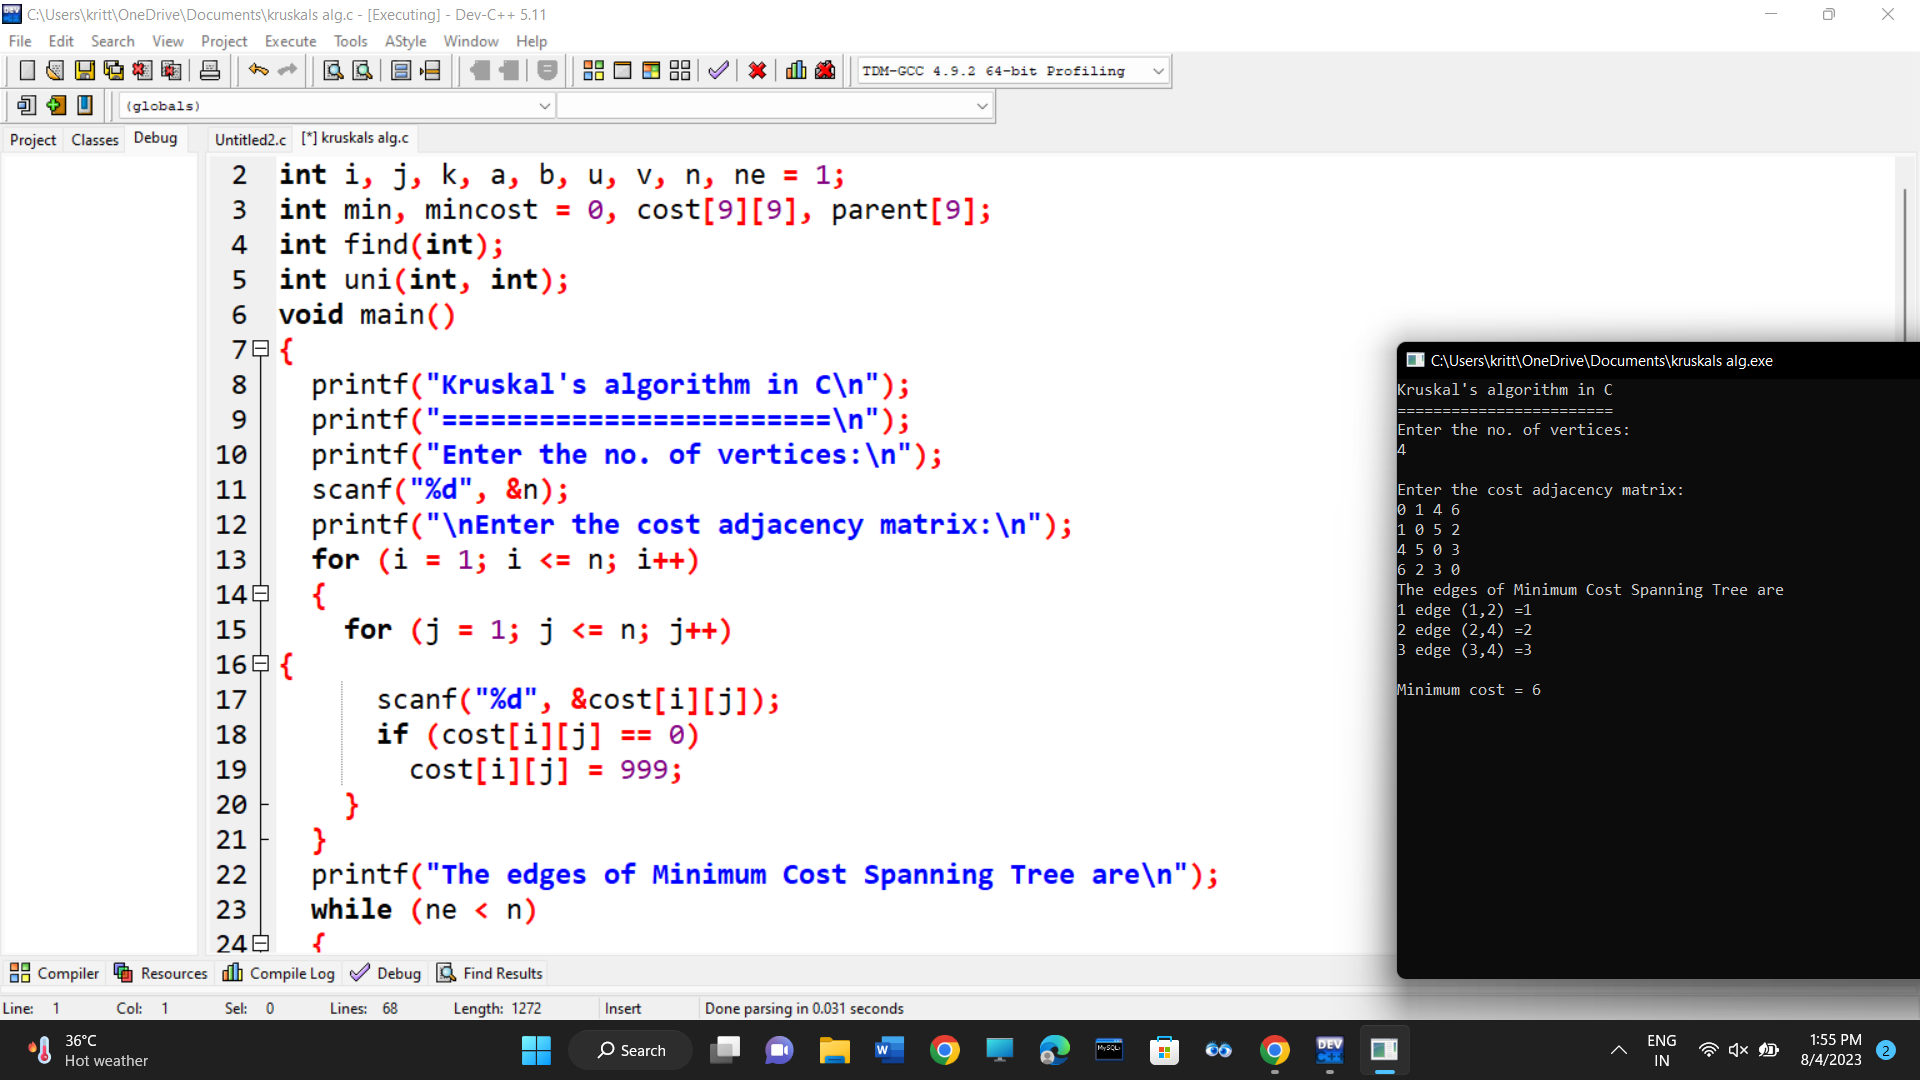 C:\Users\kritt\OneDrive\Documents\kruskals alg.c - [Executing] - Dev-C++ 5.11
File Edit Search View Project Execute Tools AStyle Window Help
TDM-GCC 4.9.2 64-bit Profiling
(globals)
Project Classes Debug
Untitled2.c [*] kruskals alg.c
2 int i, j, k, a, b, u, v, n, ne = 1;
3 int min, mincost = 0, cost[9][9], parent[9];
4 int find(int);
5 int uni(int, int);
6 void main()
7 {
8 printf("Kruskal's algorithm in C\n");
9 printf("========================\n");
10 printf("Enter the no. of vertices:\n");
11 scanf("%d", &n);
12 printf("\nEnter the cost adjacency matrix:\n");
13 for (i = 1; i <= n; i++)
14 {
15 for (j = 1; j <= n; j++)
16 {
17 scanf("%d", &cost[i][j]);
18 if (cost[i][j] == 0)
19 cost[i][j] = 999;
20 }
21 }
22 printf("The edges of Minimum Cost Spanning Tree are\n");
23 while (ne < n)
24 {
C:\Users\kritt\OneDrive\Documents\kruskals alg.exe
Kruskal's algorithm in C
========================
Enter the no. of vertices:
4
Enter the cost adjacency matrix:
0 1 4 6
1 0 5 2
4 5 0 3
6 2 3 0
The edges of Minimum Cost Spanning Tree are
1 edge (1,2) =1
2 edge (2,4) =2
3 edge (3,4) =3
Minimum cost = 6
Compiler Resources Compile Log Debug Find Results
Line: 1 Col: 1 Sel: 0 Lines: 68 Length: 1272 Insert Done parsing in 0.031 seconds
36°C
Hot weather
Search
MySQL
DEV
C++
ENG
IN
1:55 PM
8/4/2023
2